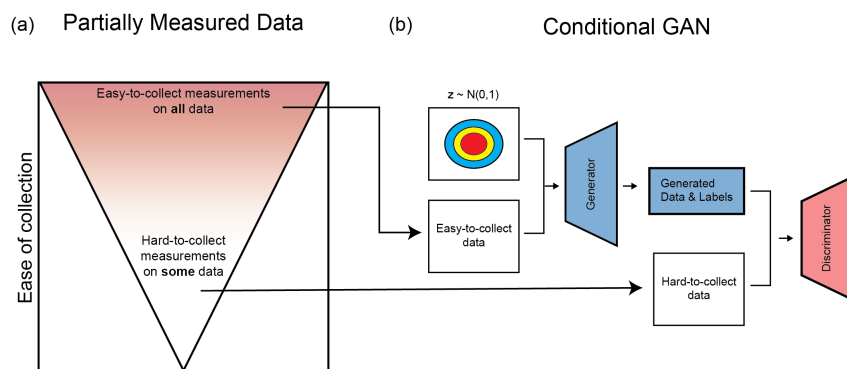 (a) Partially Measured Data
(b) Conditional GAN
Ease of collection
Easy-to-collect measurements
on all data
Hard-to-collect
measurements
on some data
z ~ N(0,1)
Easy-to-collect
data
Generator
Generated
Data & Labels
Hard-to-collect
data
Discriminator